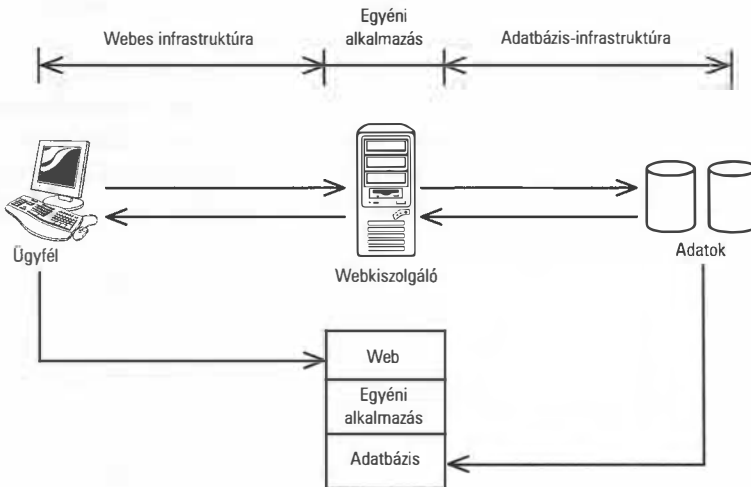 Webes infrastruktúra
Egyéni
alkalmazás
Adatbázis-infrastruktúra
Ügyfél
Webkiszolgáló
Adatok
Web
Egyéni
alkalmazás
Adatbázis